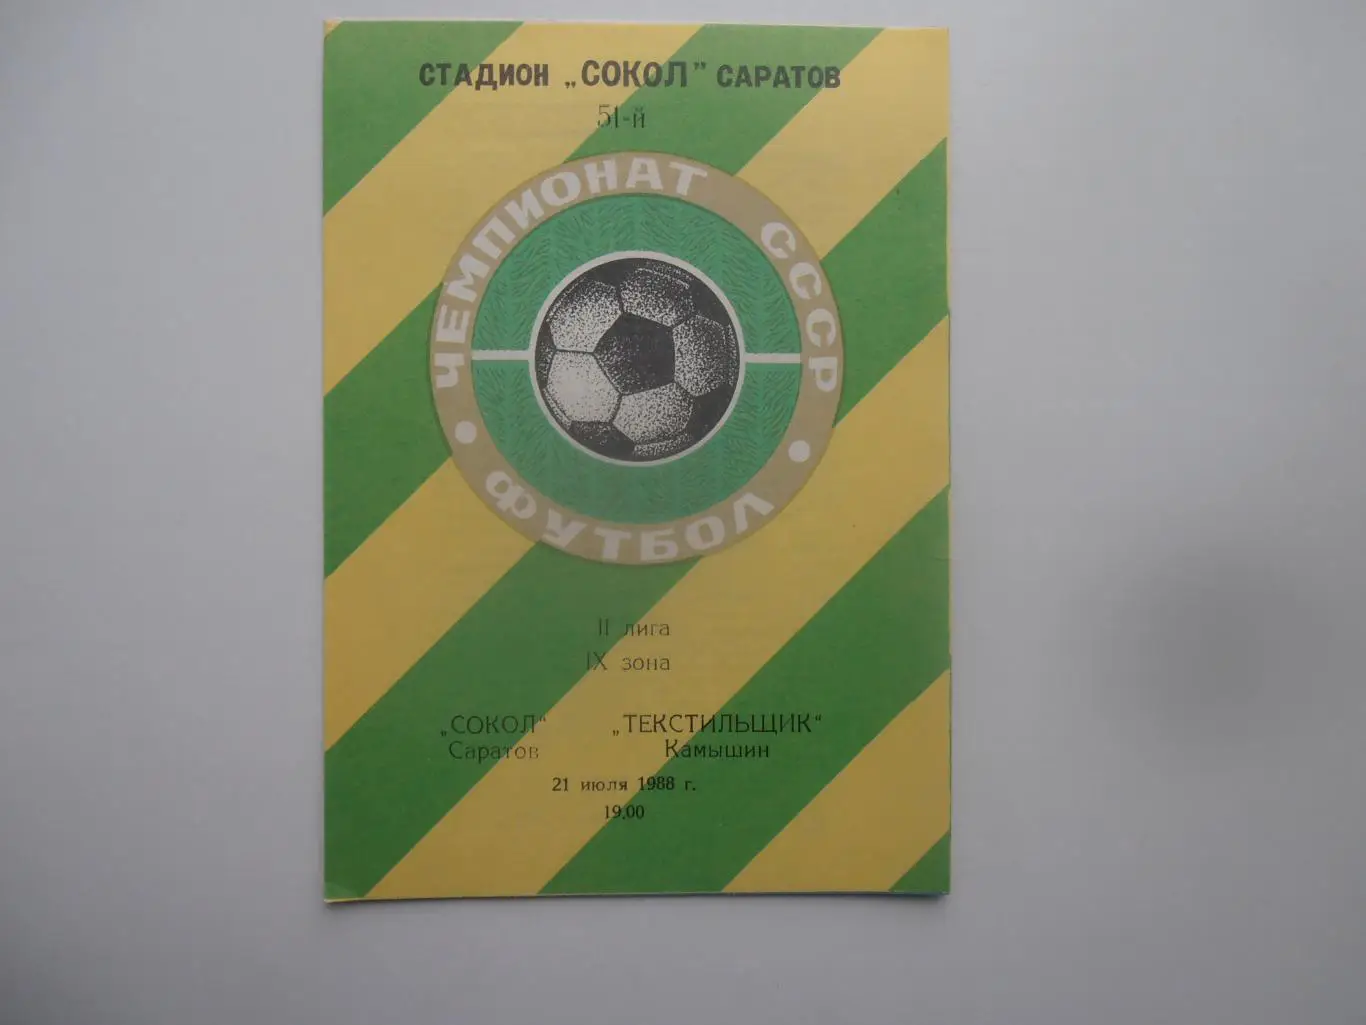 СТАДИОН „СОКОЛ" САРАТОВ
51-й
ЧЕМПИОНАТ СССР
• ФУТБОЛ •
II лига
IX зона
„СОКОЛ" „ТЕКСТИЛЬЩИК"
Саратов Камышин
21 июля 1988 г.
19.00